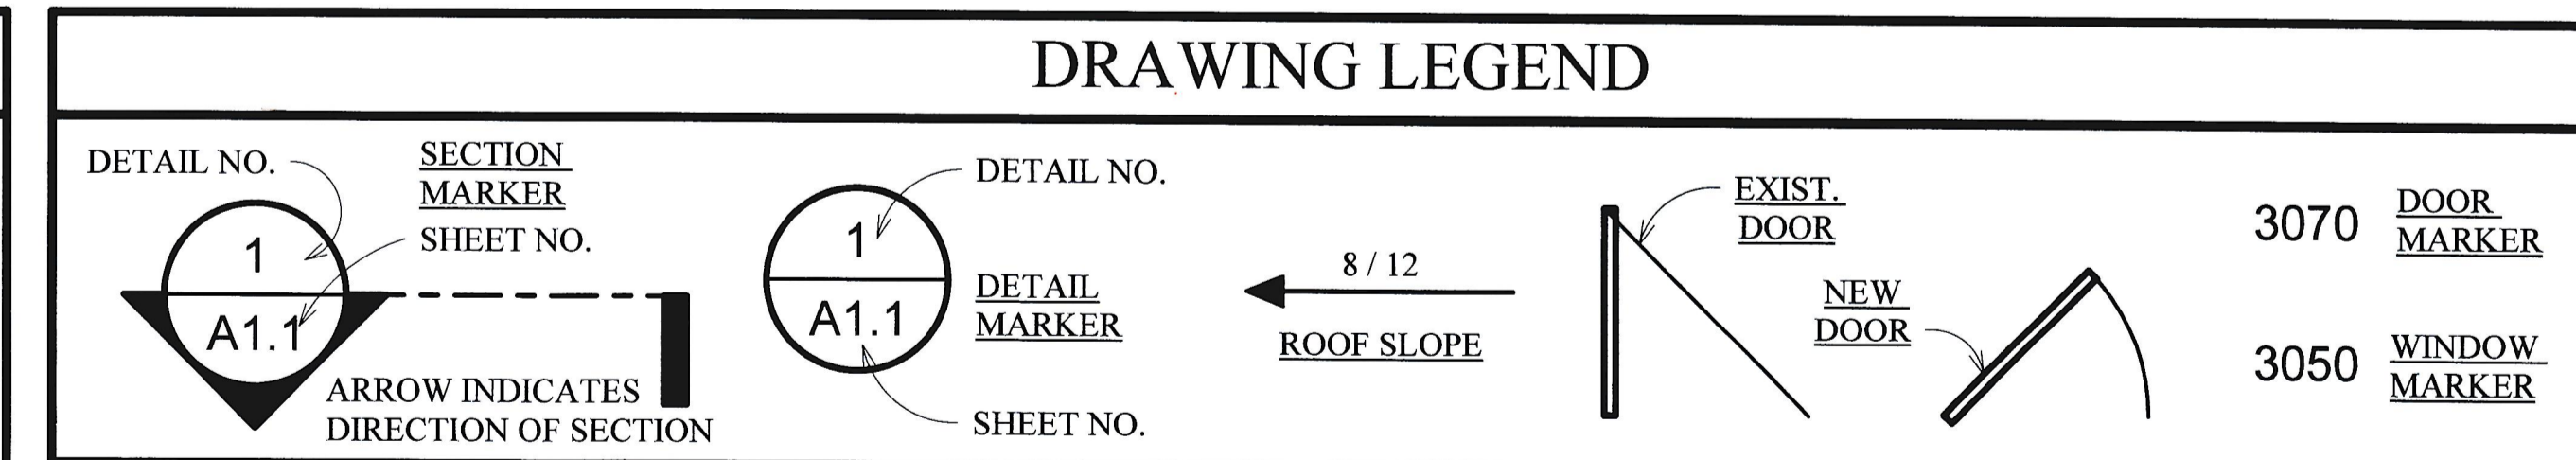 DRAWING LEGEND
DETAIL NO.
SECTION
MARKER
SHEET NO.
1
A1.1
ARROW INDICATES
DIRECTION OF SECTION
DETAIL NO.
1
A1.1
DETAIL
MARKER
SHEET NO.
8 / 12
ROOF SLOPE
EXIST.
DOOR
NEW
DOOR
3070
DOOR
MARKER
3050
WINDOW
MARKER